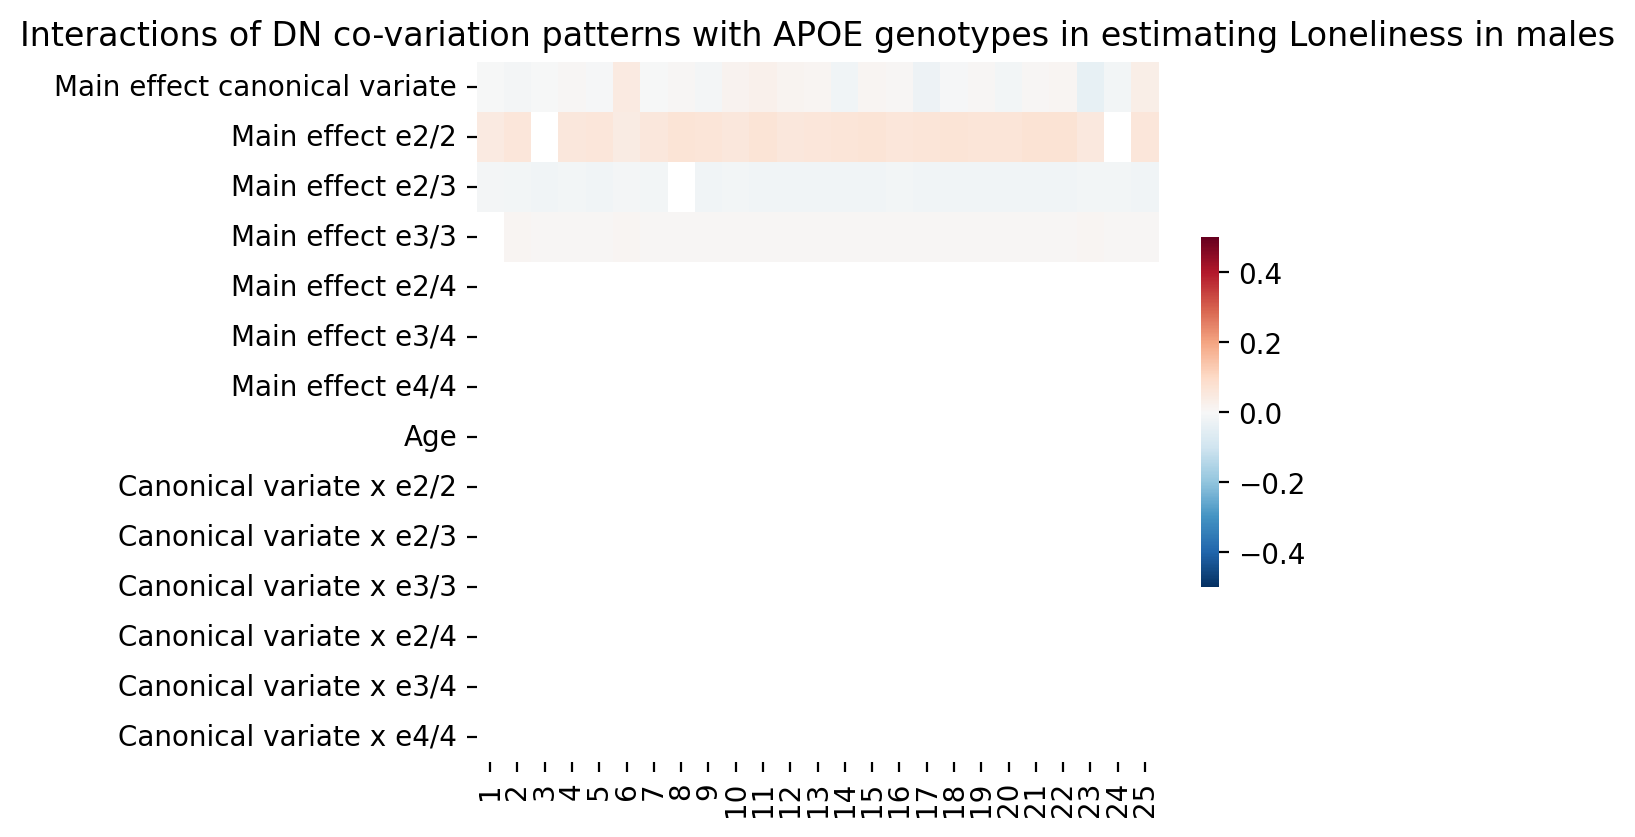 Interactions of DN co-variation patterns with APOE genotypes in estimating Loneliness in males
Main effect canonical variate
Main effect e2/2
Main effect e2/3
Main effect e3/3
Main effect e2/4
Main effect e3/4
Main effect e4/4
Age
Canonical variate x e2/2
Canonical variate x e2/3
Canonical variate x e3/3
Canonical variate x e2/4
Canonical variate x e3/4
Canonical variate x e4/4
1 2 3 4 5 6 7 8 9 10 11 12 13 14 15 16 17 18 19 20 21 22 23 24 25
0.4
0.2
0.0
−0.2
−0.4